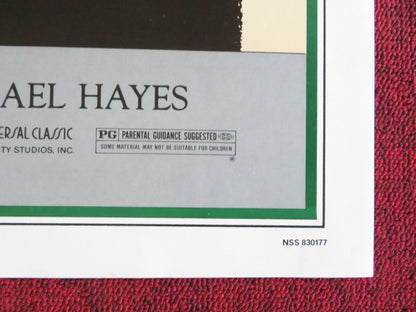 AEL HAYES
ERSAL CLASSIC
ITY STUDIOS, INC.
PG PARENTAL GUIDANCE SUGGESTED
SOME MATERIAL MAY NOT BE SUITABLE FOR CHILDREN
®
NSS 830177